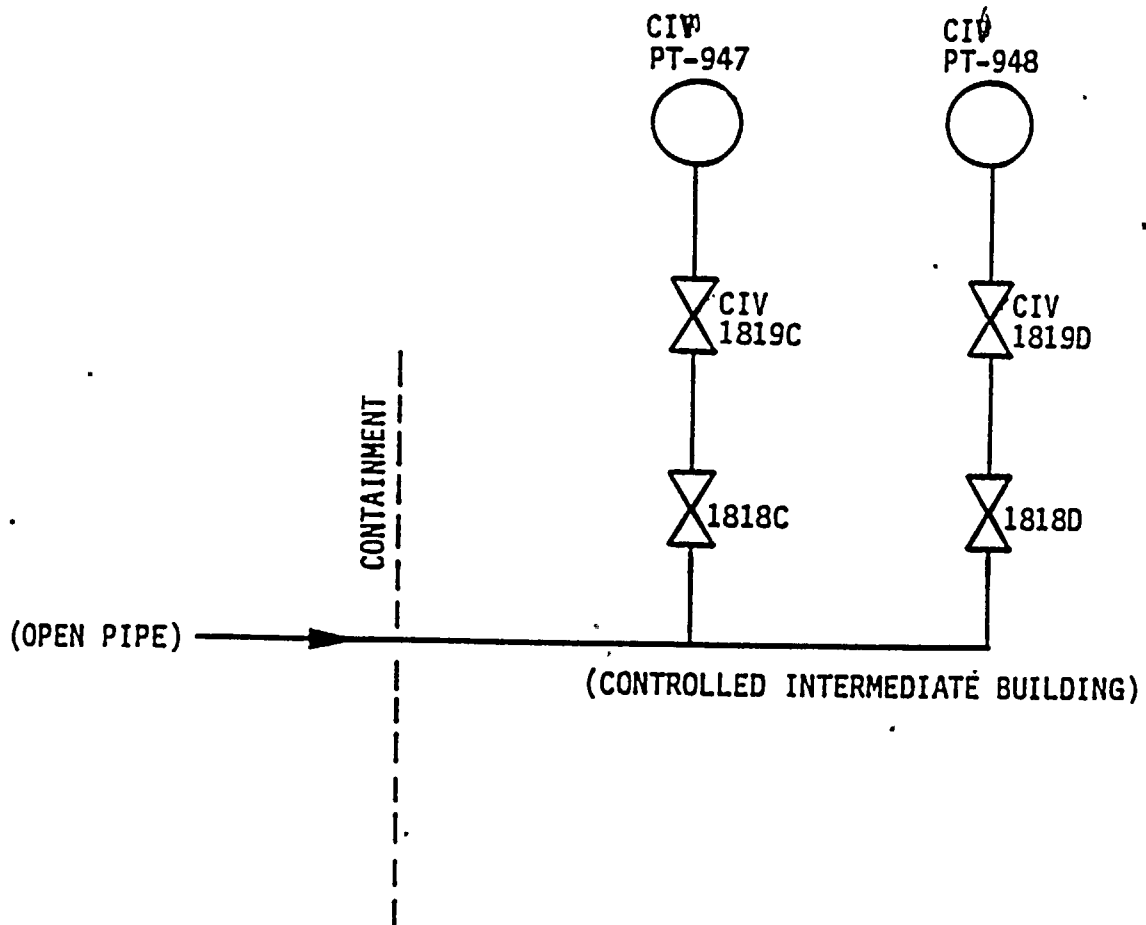 CIV
PT-947
CIV
PT-948
CIV
1819C
CIV
1819D
CONTAINMENT
1818C
1818D
(OPEN PIPE)
(CONTROLLED INTERMEDIATE BUILDING)